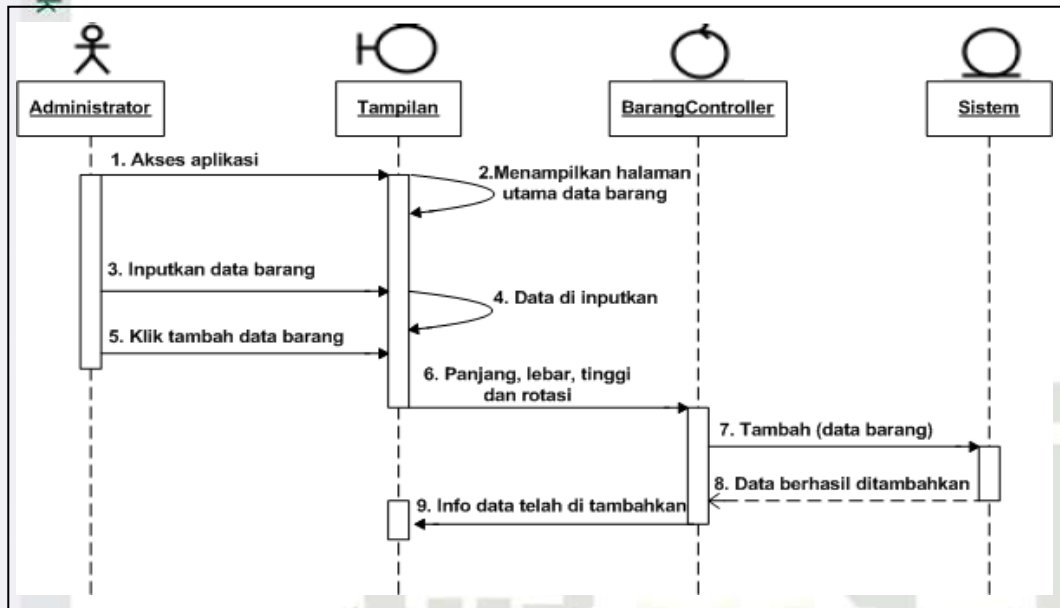 Administrator
Tampilan
BarangController
Sistem
1. Akses aplikasi
2.Menampilkan halaman
utama data barang
3. Inputkan data barang
4. Data di inputkan
5. Klik tambah data barang
6. Panjang, lebar, tinggi
dan rotasi
7. Tambah (data barang)
8. Data berhasil ditambahkan
9. Info data telah di tambahkan